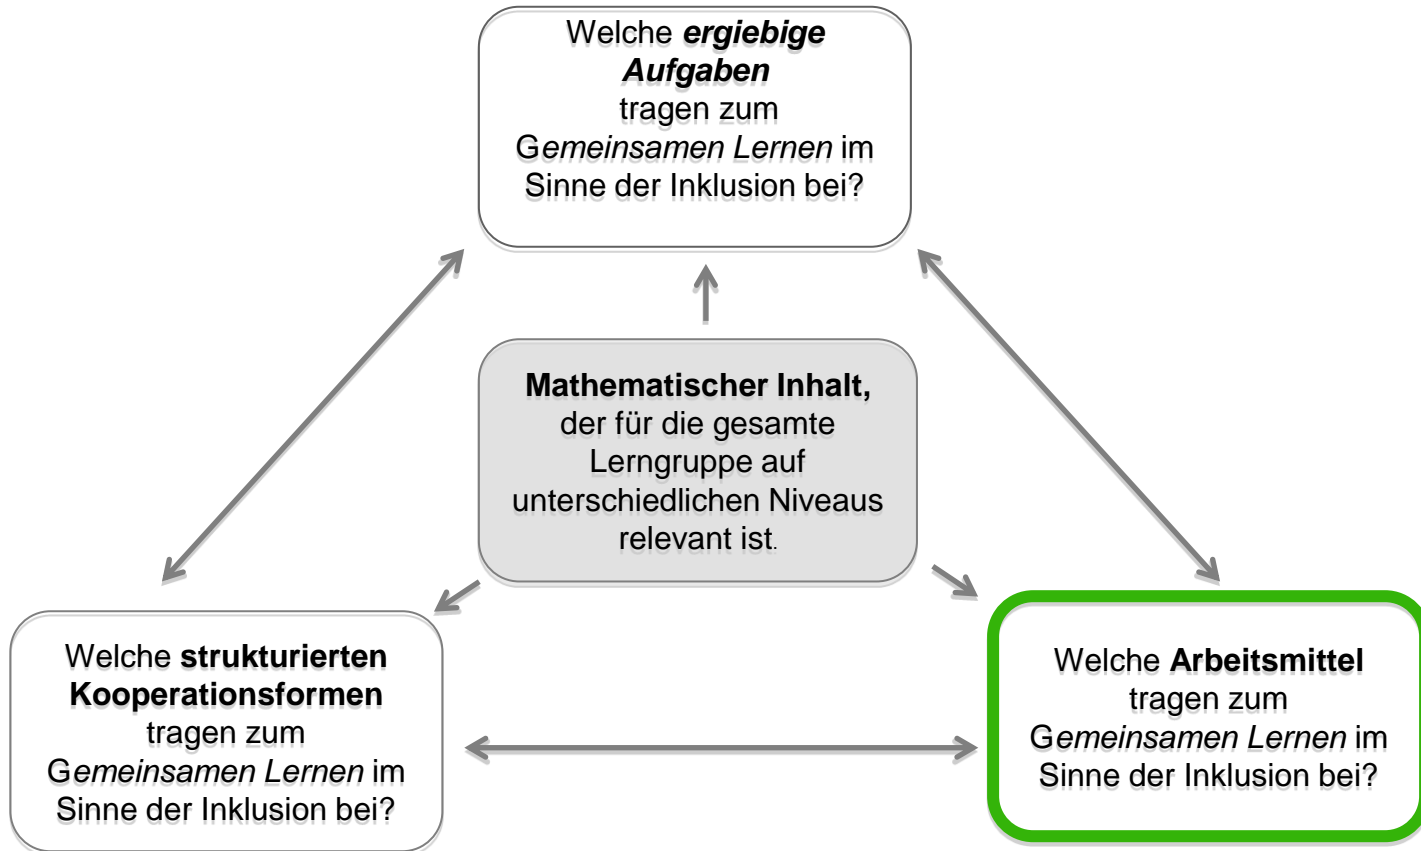 Welche ergiebige
Aufgaben
tragen zum
Gemeinsamen Lernen im
Sinne der Inklusion bei?
Mathematischer Inhalt,
der für die gesamte
Lerngruppe auf
unterschiedlichen Niveaus
relevant ist.
Welche strukturierten
Kooperationsformen
tragen zum
Gemeinsamen Lernen im
Sinne der Inklusion bei?
Welche Arbeitsmittel
tragen zum
Gemeinsamen Lernen im
Sinne der Inklusion bei?